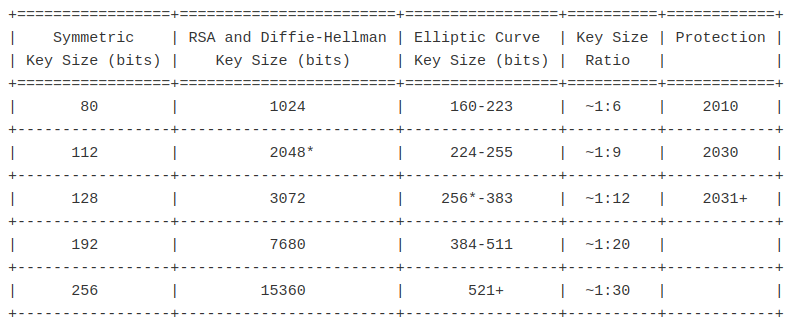 +=================+========================+================+==========+============+
|    Symmetric    | RSA and Diffie-Hellman | Elliptic Curve  | Key Size | Protection |
| Key Size (bits) |    Key Size (bits)     | Key Size (bits) |  Ratio   |            |
+=================+========================+================+==========+============+
|       80        |          1024          |     160-223     |  ~1:6    |    2010    |
+-----------------+------------------------+-----------------+----------+------------+
|      112        |          2048*         |     224-255     |  ~1:9    |    2030    |
+-----------------+------------------------+-----------------+----------+------------+
|      128        |          3072          |    256*-383     |  ~1:12   |    2031+   |
+-----------------+------------------------+-----------------+----------+------------+
|      192        |          7680          |     384-511     |  ~1:20   |            |
+-----------------+------------------------+-----------------+----------+------------+
|      256        |         15360          |       521+      |  ~1:30   |            |
+-----------------+------------------------+-----------------+----------+------------+